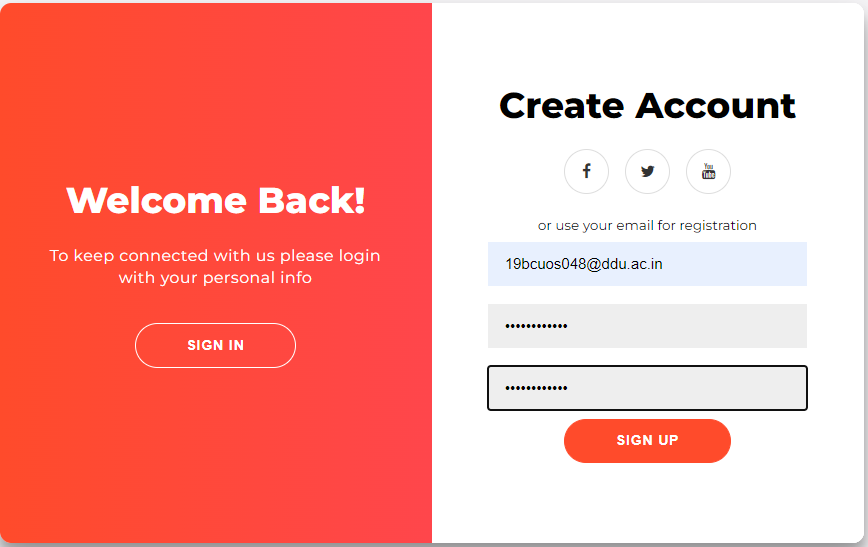 Welcome Back!
To keep connected with us please login
with your personal info
SIGN IN
Create Account
f
You
Tube
or use your email for registration
19bcuos048@ddu.ac.in
••••••••••••
••••••••••••
SIGN UP